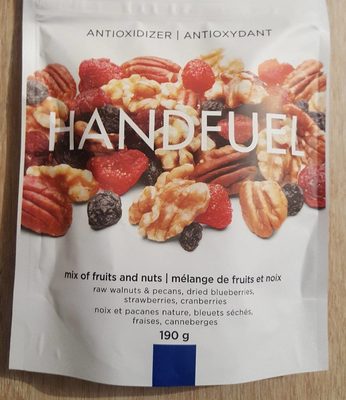 ANTIOXIDIZER | ANTIOXYDANT
HANDFUEL
mix of fruits and nuts | mélange de fruits et noix
raw walnuts & pecans, dried blueberries,
strawberries, cranberries
noix et pacanes nature, bleuets séchés,
fraises, canneberges
190 g